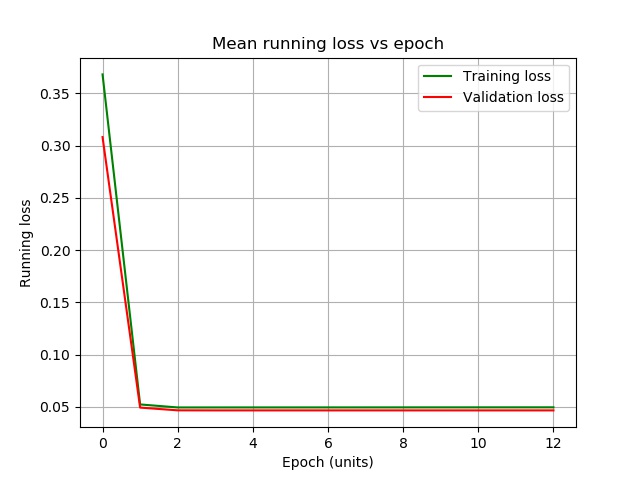 Mean running loss vs epoch
Training loss
Validation loss
0.35
0.30
0.25
0.20
0.15
0.10
0.05
Running loss
0 2 4 6 8 10 12
Epoch (units)